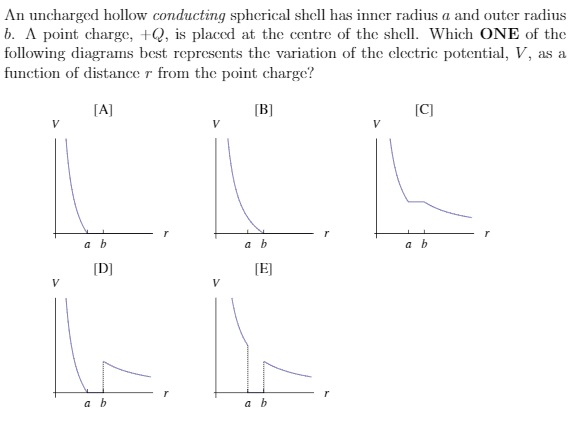 An uncharged hollow conducting spherical shell has inner radius a and outer radius
b. A point charge, +Q, is placed at the centre of the shell. Which ONE of the
following diagrams best represents the variation of the electric potential, V, as a
function of distance r from the point charge?
[A] [B] [C]
V V V
r r r
a b a b a b
[D] [E]
V V
r r
a b a b